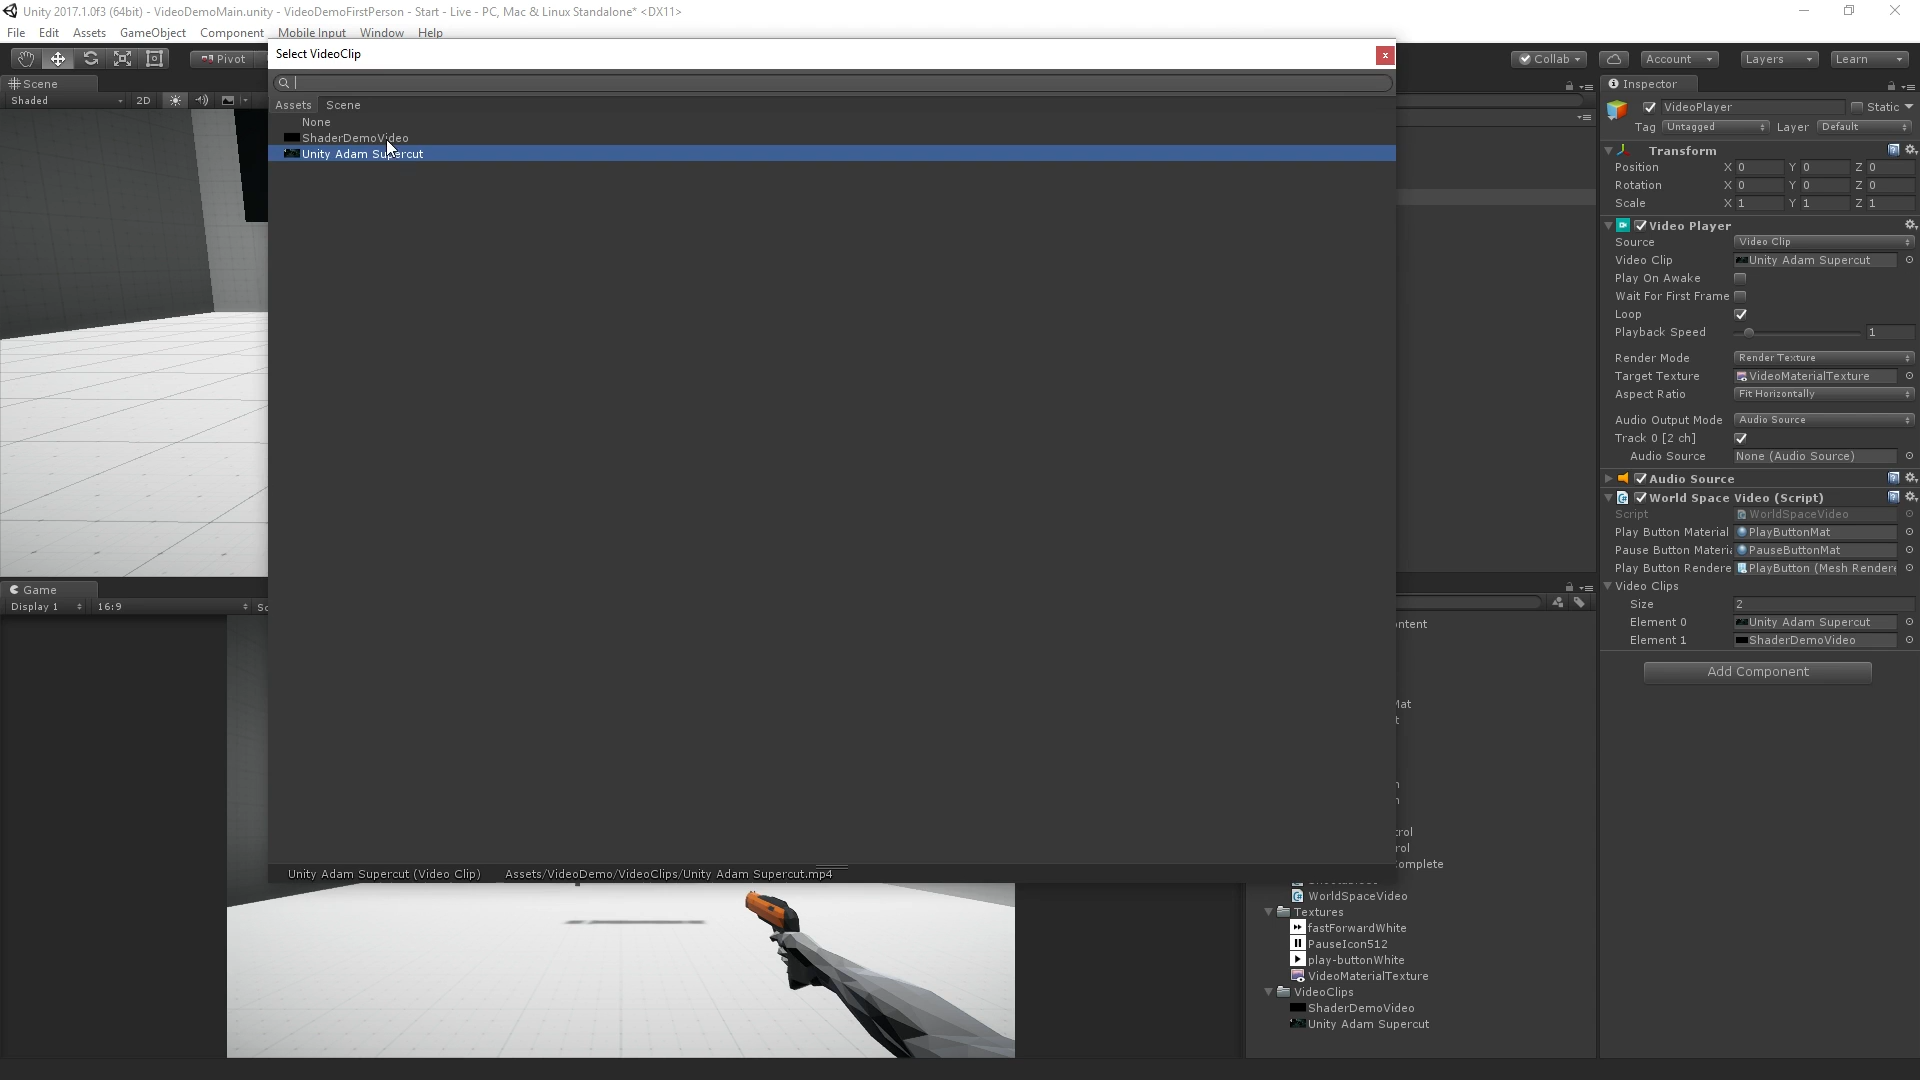 Unity 2017.1.0f3 (64bit) - VideoDemoMain.unity - VideoDemoFirstPerson - Start - Live - PC, Mac & Linux Standalone* <DX11>
File Edit Assets GameObject Component Mobile Input Window Help
Pivot
Collab
Account
Layers
Learn
Scene
Shaded
2D
Select VideoClip
Assets Scene
None
ShaderDemoVideo
Unity Adam Supercut
Unity Adam Supercut (Video Clip) Assets/VideoDemo/VideoClips/Unity Adam Supercut.mp4
Game
Display 1
16:9
Inspector
VideoPlayer
Static
Tag Untagged Layer Default
Transform
Position X 0 Y 0 Z 0
Rotation X 0 Y 0 Z 0
Scale X 1 Y 1 Z 1
Video Player
Source Video Clip
Video Clip Unity Adam Supercut
Play On Awake
Wait For First Frame
Loop
Playback Speed 1
Render Mode Render Texture
Target Texture VideoMaterialTexture
Aspect Ratio Fit Horizontally
Audio Output Mode Audio Source
Track 0 [2 ch]
Audio Source None (Audio Source)
Audio Source
World Space Video (Script)
Script WorldSpaceVideo
Play Button Material PlayButtonMat
Pause Button Materi PauseButtonMat
Play Button Rendere PlayButton (Mesh Rendere
Video Clips
Size 2
Element 0 Unity Adam Supercut
Element 1 ShaderDemoVideo
Add Component
ontent
Mat
t
n
n
trol
rol
omplete
WorldSpaceVideo
Textures
fastForwardWhite
PauseIcon512
play-buttonWhite
VideoMaterialTexture
VideoClips
ShaderDemoVideo
Unity Adam Supercut